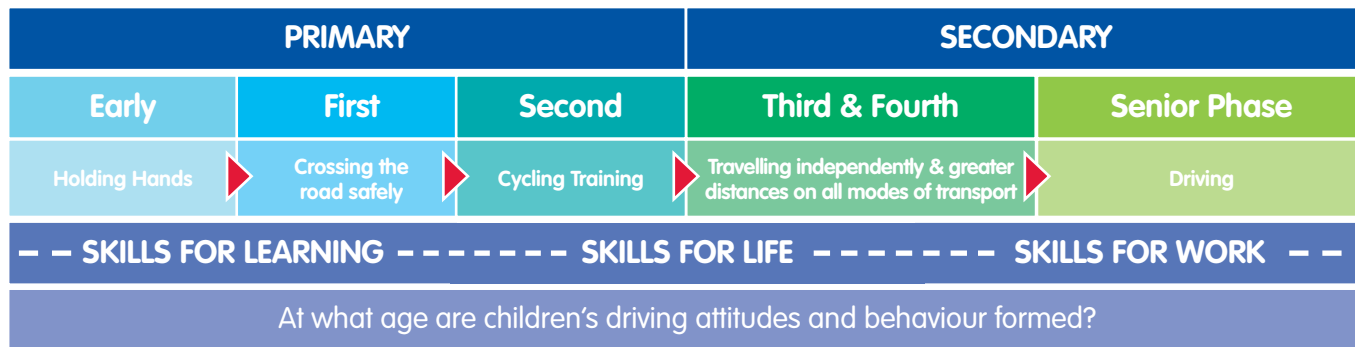 PRIMARY SECONDARY
Early First Second Third & Fourth Senior Phase
Holding Hands
Crossing the
road safely
Cycling Training
Travelling independently & greater
distances on all modes of transport
Driving
– – SKILLS FOR LEARNING – – – – – – – SKILLS FOR LIFE – – – – – – – SKILLS FOR WORK – –
At what age are children’s driving attitudes and behaviour formed?